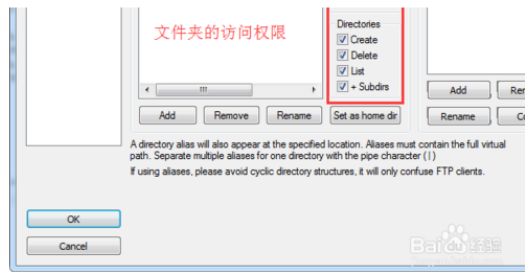 文件夹的访问权限
Directories
Create
Delete
List
+ Subdirs
Add
Remove
Rename
Set as home dir
Add
Rename
A directory alias will also appear at the specified location. Aliases must contain the full virtual
path. Separate multiple aliases for one directory with the pipe character (|)
If using aliases, please avoid cyclic directory structures, it will only confuse FTP clients.
OK
Cancel
Baidu 经验